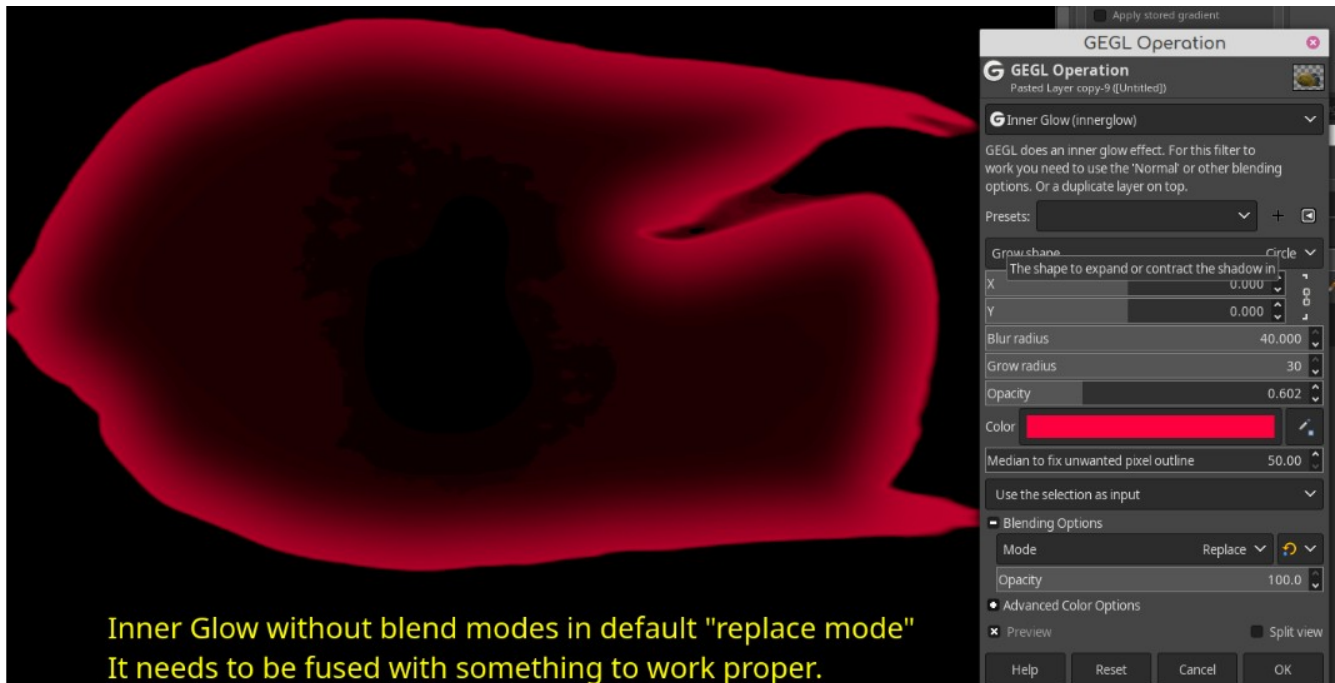 Apply stored gradient
GEGL Operation
GEGL Operation
Pasted Layer copy-9 ([Untitled])
Inner Glow (innerglow)
GEGL does an inner glow effect. For this filter to
work you need to use the 'Normal' or other blending
options. Or a duplicate layer on top.
Presets:
Grow shape Circle
The shape to expand or contract the shadow in
X 0.000
Y 0.000
Blur radius 40.000
Grow radius 30
Opacity 0.602
Color
Median to fix unwanted pixel outline 50.00
Use the selection as input
Blending Options
Mode Replace
Opacity 100.0
Advanced Color Options
Preview Split view
Help Reset Cancel OK
Inner Glow without blend modes in default "replace mode"
It needs to be fused with something to work proper.